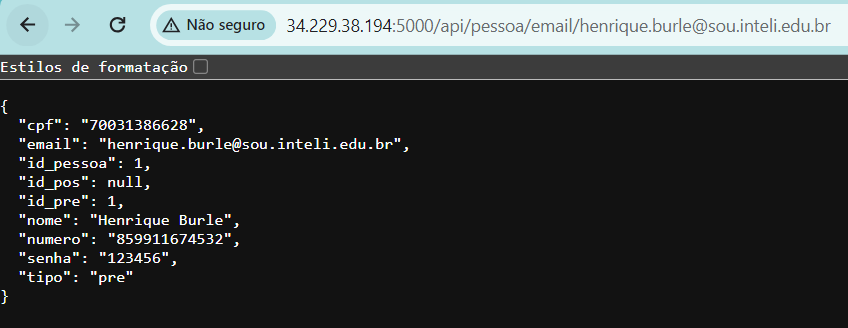 Não seguro 34.229.38.194:5000/api/pessoa/email/henrique.burle@sou.inteli.edu.br
Estilos de formatação
{
"cpf": "70031386628",
"email": "henrique.burle@sou.inteli.edu.br",
"id_pessoa": 1,
"id_pos": null,
"id_pre": 1,
"nome": "Henrique Burle",
"numero": "859911674532",
"senha": "123456",
"tipo": "pre"
}